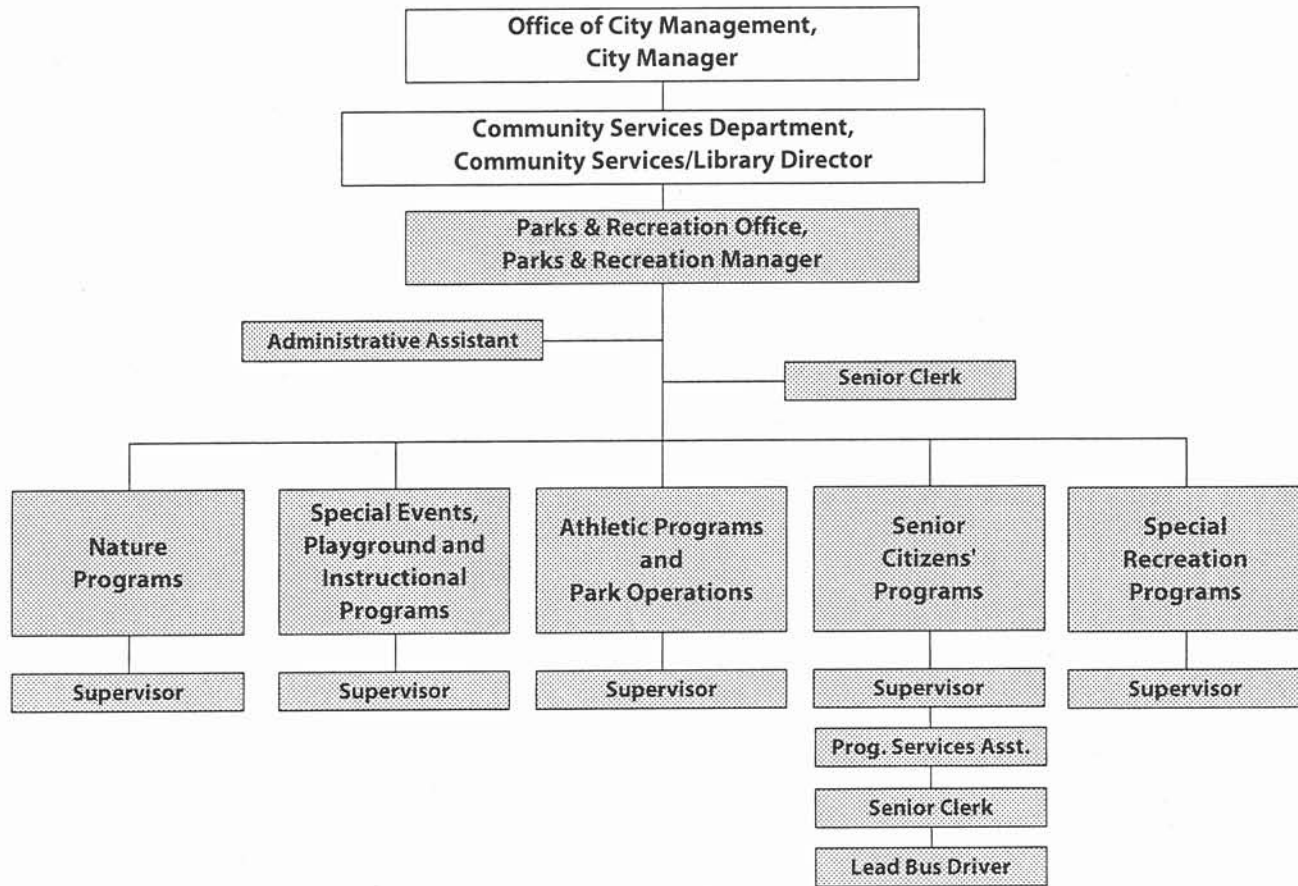 Office of City Management,
City Manager
Community Services Department,
Community Services/Library Director
Parks & Recreation Office,
Parks & Recreation Manager
Administrative Assistant
Senior Clerk
Nature
Programs
Special Events,
Playground and
Instructional
Programs
Athletic Programs
and
Park Operations
Senior
Citizens'
Programs
Special
Recreation
Programs
Supervisor
Supervisor
Supervisor
Supervisor
Supervisor
Prog. Services Asst.
Senior Clerk
Lead Bus Driver